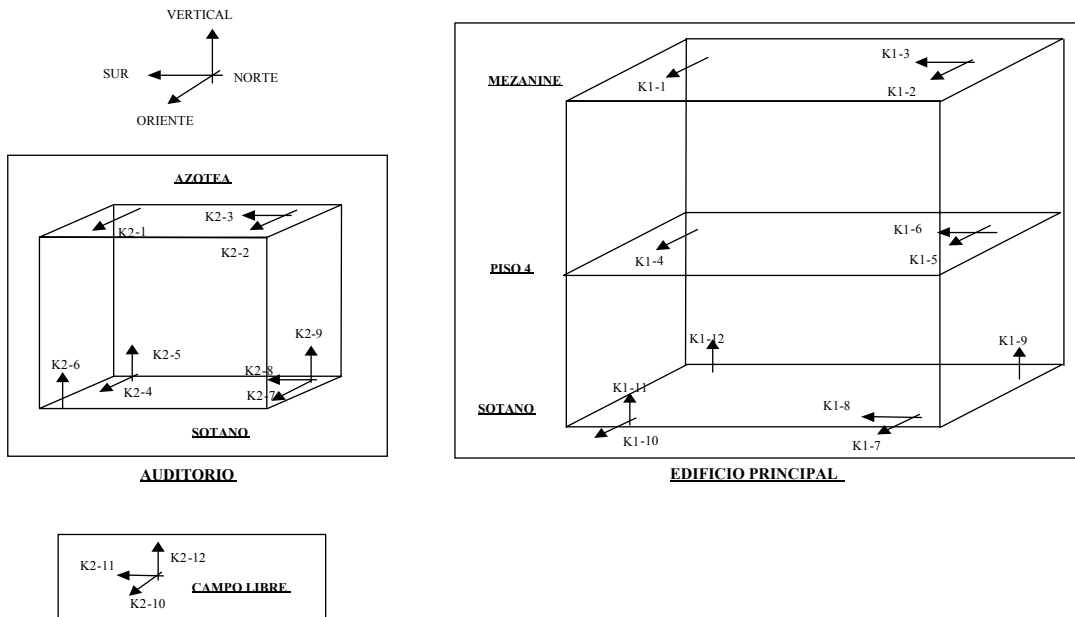 VERTICAL
SUR
NORTE
ORIENTE
AZOTEA
K2-1
K2-3
K2-2
K2-9
K2-6
K2-5
K2-8
K2-4
K2-7
SOTANO
AUDITORIO
K2-12
K2-11
CAMPO LIBRE
K2-10
K1-3
MEZANINE
K1-1
K1-2
K1-6
K1-4
K1-5
PISO 4
K1-12
K1-9
K1-11
SOTANO
K1-8
K1-10
K1-7
EDIFICIO PRINCIPAL